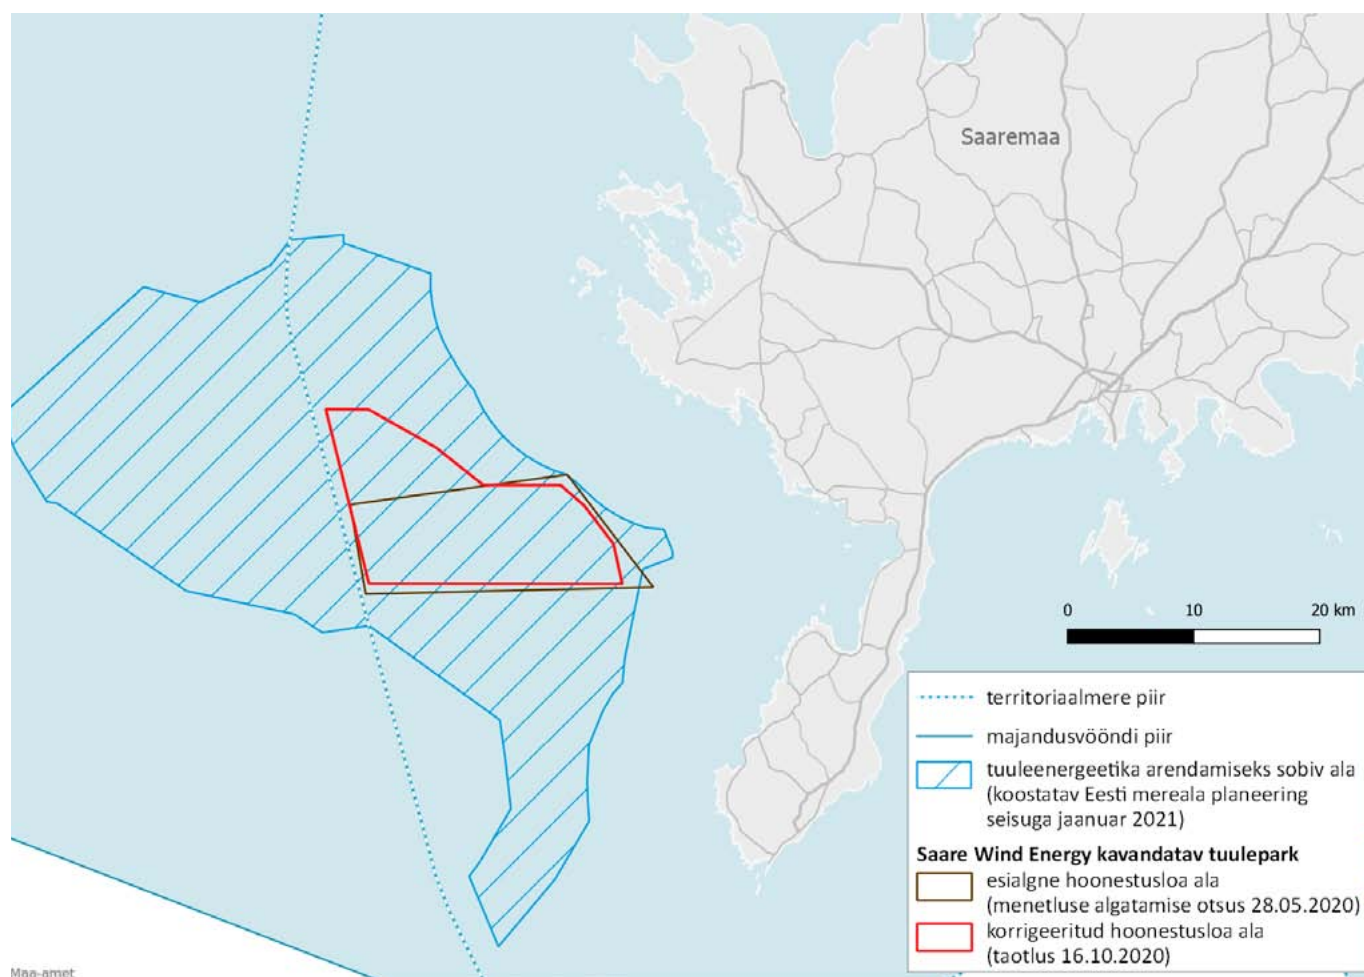 Saaremaa
0 10 20 km
territoriaalmere piir
majandusvööndi piir
tuuleenergeetika arendamiseks sobiv ala
(koostatav Eesti mereala planeering
seisuga jaanuar 2021)
Saare Wind Energy kavandatav tuulepark
esialgne hoonestusloa ala
(menetluse algatamise otsus 28.05.2020)
korrigeeritud hoonestusloa ala
(taotlus 16.10.2020)
Maa-amet